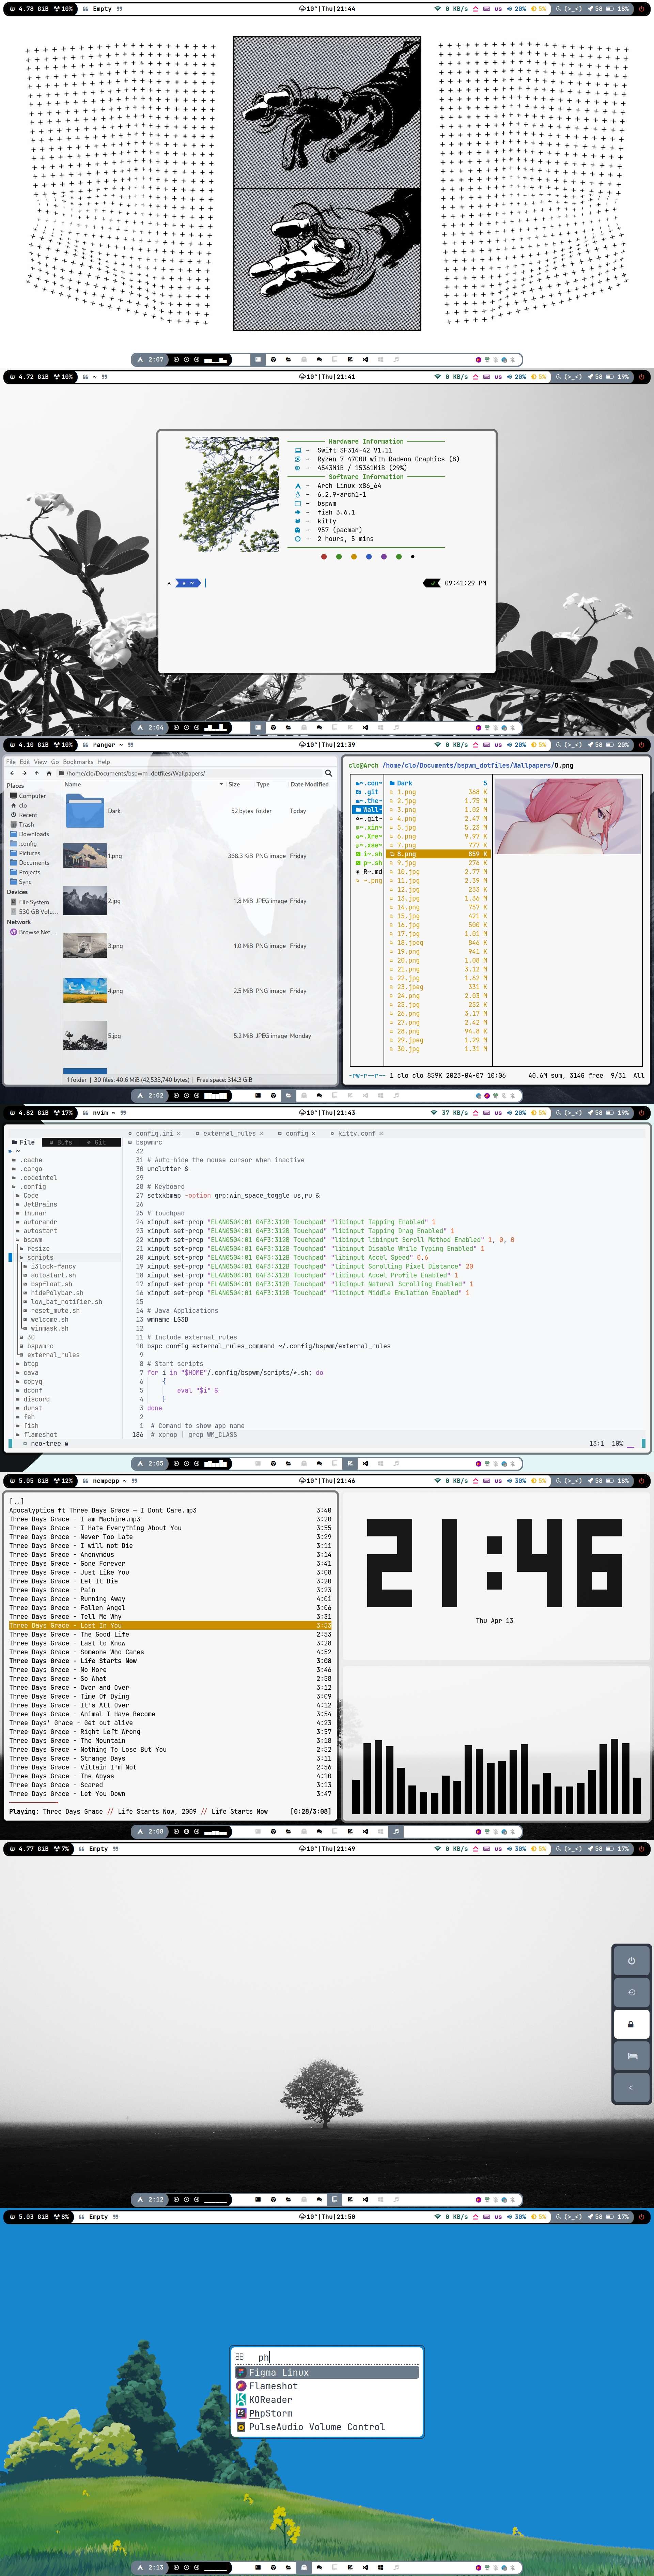 4.78 GiB 10% Empty 10°|Thu|21:44 0 KB/s us 20% 5% (>_<) 58 18%
2:07
4.72 GiB 10% ~ 10°|Thu|21:41 0 KB/s us 20% 5% (>_<) 58 19%
Hardware Information
~ Swift SF314-42 V1.11
~ Ryzen 7 4700U with Radeon Graphics (8)
~ 4543MiB / 15361MiB (29%)
Software Information
~ Arch Linux x86_64
~ 6.2.9-arch1-1
~ bspwm
~ fish 3.6.1
~ kitty
~ 957 (pacman)
~ 2 hours, 5 mins
~ 09:41:29 PM
2:04
4.10 GiB 10% ranger ~ 10°|Thu|21:39 0 KB/s us 20% 5% (>_<) 58 20%
File Edit View Go Bookmarks Help
/home/clo/Documents/bspwm_dotfiles/Wallpapers/
Places
Computer
clo
Recent
Trash
Downloads
.config
Pictures
Documents
Projects
Sync
Devices
File System
530 GB Volu...
Network
Browse Net...
Name Size Type Date Modified
Dark 52 bytes folder Today
1.png 368.3 KiB PNG image Friday
2.jpg 1.8 MiB JPEG image Friday
3.png 1.0 MiB PNG image Friday
4.png 2.5 MiB PNG image Friday
5.jpg 5.2 MiB JPEG image Monday
1 folder | 30 files: 40.6 MiB (42,533,740 bytes) | Free space: 314.3 GiB
clo@Arch /home/clo/Documents/bspwm_dotfiles/Wallpapers/8.png
.con~
.git
.the~
Wall~
.git~
.xin~
.Xre~
.xse~
i~.sh
p~.sh
R~.md
~.png
Dark 5
1.png 368 K
2.jpg 1.75 M
3.png 1.02 M
4.png 2.47 M
5.jpg 5.23 M
6.png 9.97 M
7.png 777 K
8.png 859 K
9.jpg 276 K
10.jpg 2.77 M
11.jpg 2.39 M
12.jpg 233 K
13.jpg 1.36 M
14.png 757 K
15.jpg 421 K
16.jpg 500 K
17.jpg 1.01 M
18.jpeg 846 K
19.png 941 K
20.png 1.08 M
21.png 3.12 M
22.jpg 1.62 M
23.jpeg 331 K
24.png 2.03 M
25.jpg 252 K
26.png 3.17 M
27.png 2.42 M
28.png 94.8 K
29.jpeg 1.29 M
30.jpg 1.31 M
-rw-r--r-- 1 clo clo 859K 2023-04-07 10:06 40.6M sum, 314G free 9/31 All
2:02
4.82 GiB 17% nvim ~ 10°|Thu|21:43 37 KB/s us 20% 5% (>_<) 58 19%
File Bufs Git
~
.cache
.cargo
.codeintel
.config
Code
JetBrains
Thunar
autorandr
autostart
bspwm
resize
scripts
i3lock-fancy
autostart.sh
bspfloat.sh
hidePolybar.sh
low_bat_notifier.sh
reset_mute.sh
welcome.sh
winmask.sh
30
bspwmrc
external_rules
btop
cava
copyq
dconf
discord
dunst
feh
fish
flameshot
neo-tree
config.ini × external_rules × config × kitty.conf ×
bspwmrc
32
31 # Auto-hide the mouse cursor when inactive
30 unclutter &
29
28 # Keyboard
27 setxkbmap -option grp:win_space_toggle us,ru &
26
25 # Touchpad
24 xinput set-prop "ELAN0504:01 04F3:312B Touchpad" "libinput Tapping Enabled" 1
23 xinput set-prop "ELAN0504:01 04F3:312B Touchpad" "libinput Tapping Drag Enabled" 1
22 xinput set-prop "ELAN0504:01 04F3:312B Touchpad" "libinput libinput Scroll Method Enabled" 1, 0, 0
21 xinput set-prop "ELAN0504:01 04F3:312B Touchpad" "libinput Disable While Typing Enabled" 1
20 xinput set-prop "ELAN0504:01 04F3:312B Touchpad" "libinput Accel Speed" 0.6
19 xinput set-prop "ELAN0504:01 04F3:312B Touchpad" "libinput Scrolling Pixel Distance" 20
18 xinput set-prop "ELAN0504:01 04F3:312B Touchpad" "libinput Accel Profile Enabled" 1
17 xinput set-prop "ELAN0504:01 04F3:312B Touchpad" "libinput Natural Scrolling Enabled" 1
16 xinput set-prop "ELAN0504:01 04F3:312B Touchpad" "libinput Middle Emulation Enabled" 1
15
14 # Java Applications
13 wmname LG3D
12
11 # Include external_rules
10 bspc config external_rules_command ~/.config/bspwm/external_rules
9
8 # Start scripts
7 for i in "$HOME"/.config/bspwm/scripts/*.sh; do
6 {
5 eval "$i" &
4 }
3 done
2
1 # Comand to show app name
186 # xprop | grep WM_CLASS
13:1 10%
2:05
5.05 GiB 12% ncmpcpp ~ 10°|Thu|21:46 0 KB/s us 30% 5% (>_<) 58 18%
[..]
Apocalyptica ft Three Days Grace — I Dont Care.mp3 3:40
Three Days Grace - I am Machine.mp3 3:20
Three Days Grace - I Hate Everything About You 3:55
Three Days Grace - Never Too Late 3:29
Three Days Grace - I will not Die 3:11
Three Days Grace - Anonymous 3:14
Three Days Grace - Gone Forever 3:41
Three Days Grace - Just Like You 3:08
Three Days Grace - Let It Die 3:20
Three Days Grace - Pain 3:23
Three Days Grace - Running Away 4:01
Three Days Grace - Fallen Angel 3:06
Three Days Grace - Tell Me Why 3:31
Three Days Grace - Lost In You 3:53
Three Days Grace - The Good Life 2:53
Three Days Grace - Last to Know 3:28
Three Days Grace - Someone Who Cares 4:52
Three Days Grace - Life Starts Now 3:08
Three Days Grace - No More 3:46
Three Days Grace - So What 2:58
Three Days Grace - Over and Over 3:12
Three Days Grace - Time Of Dying 3:09
Three Days Grace - It's All Over 4:12
Three Days Grace - Animal I Have Become 3:54
Three Days' Grace - Get out alive 4:23
Three Days Grace - Right Left Wrong 3:57
Three Days Grace - The Mountain 3:18
Three Days Grace - Nothing To Lose But You 2:52
Three Days Grace - Strange Days 3:11
Three Days Grace - Villain I'm Not 2:56
Three Days Grace - The Abyss 4:10
Three Days Grace - Scared 3:13
Three Days Grace - Let You Down 3:47
Playing: Three Days Grace // Life Starts Now, 2009 // Life Starts Now [0:28/3:08]
21:46
Thu Apr 13
2:08
4.77 GiB 7% Empty 10°|Thu|21:49 0 KB/s us 30% 5% (>_<) 58 17%
<
2:12
5.03 GiB 8% Empty 10°|Thu|21:50 0 KB/s us 30% 5% (>_<) 58 17%
ph
Figma Linux
Flameshot
KOReader
PhpStorm
PulseAudio Volume Control
2:13